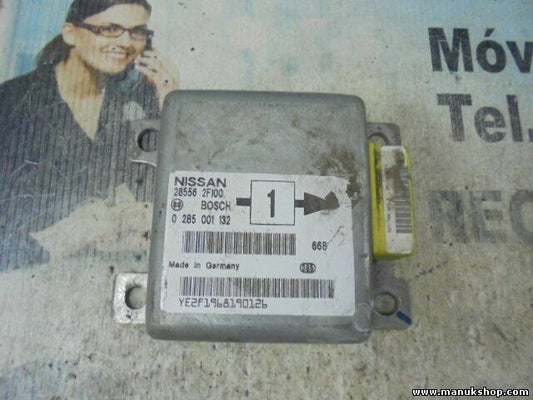 Móv
Tel.
REC
NISSAN
28556 2F100
BOSCH
1
0 285 001 132
668
Made in Germany
YE2F1968190126
www.manukshop.com